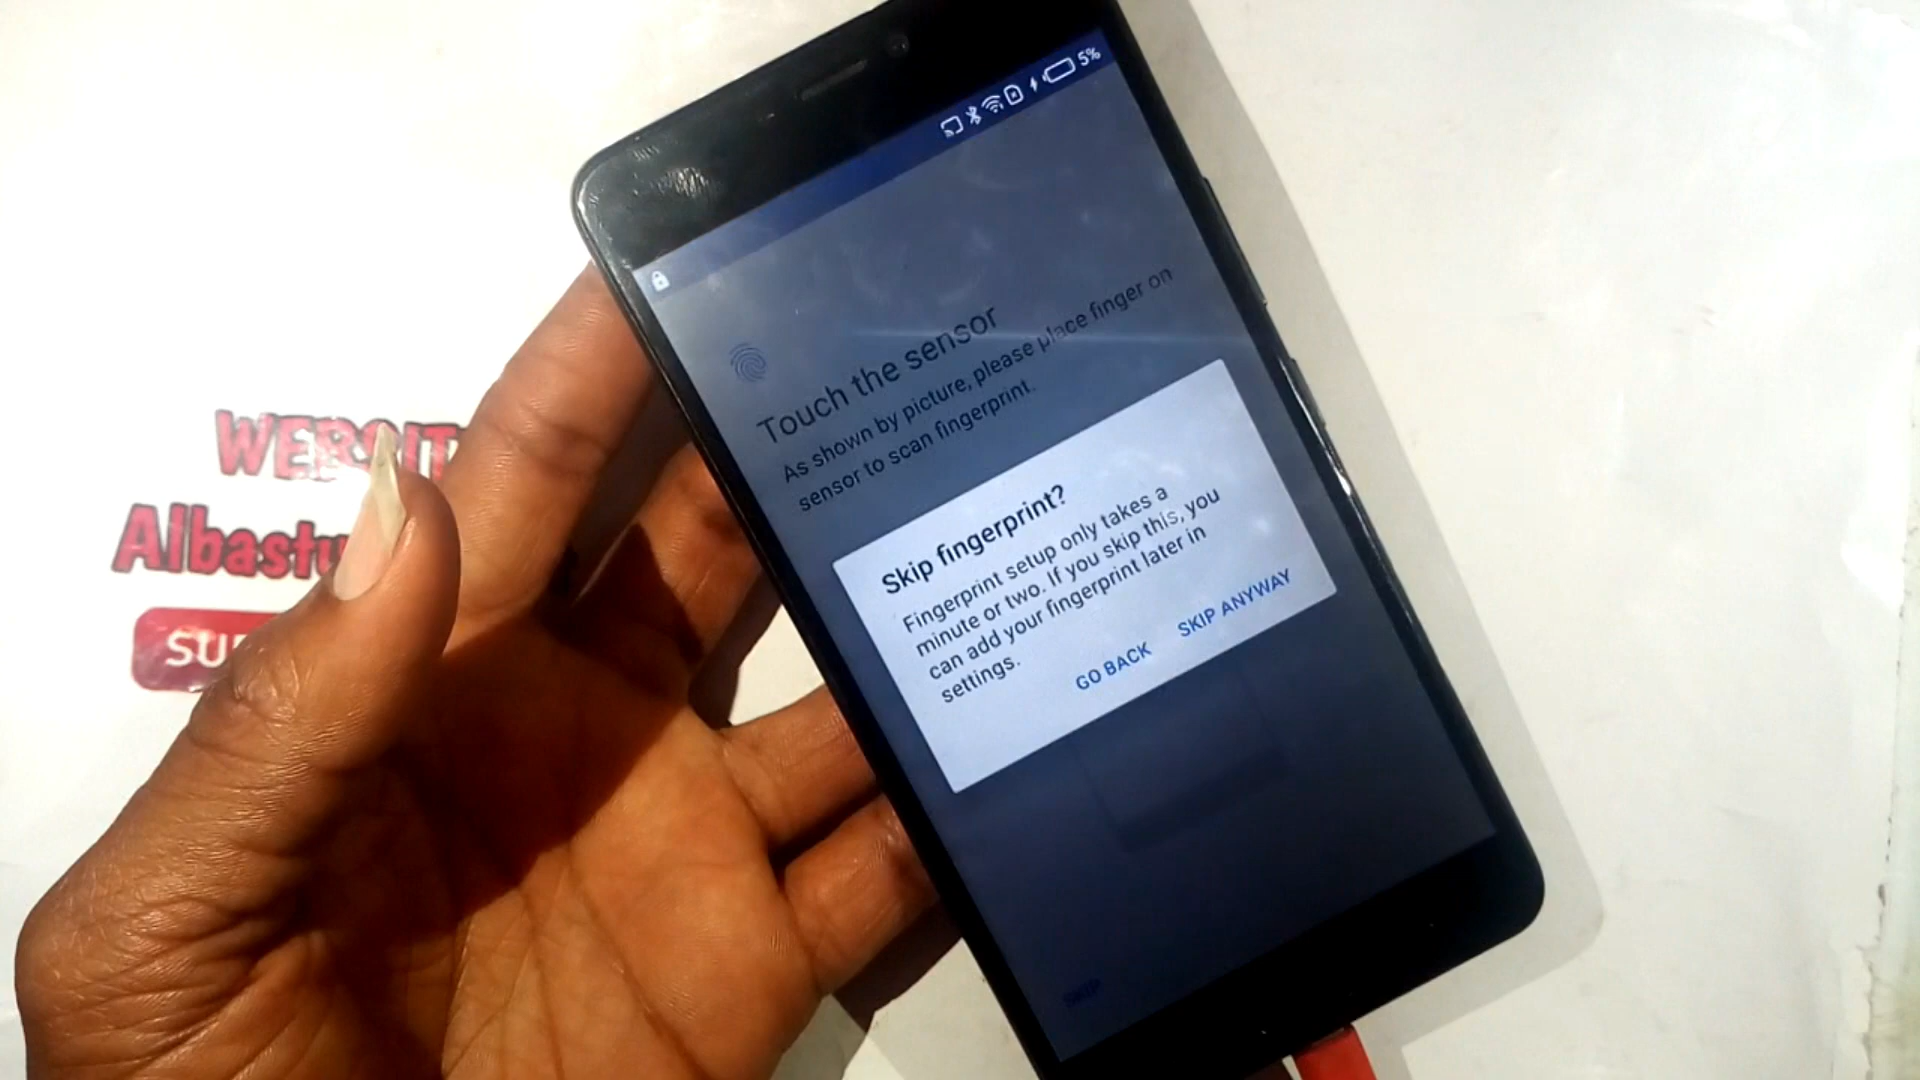 5%
Touch the sensor
As shown by picture, please place finger on
sensor to scan fingerprint.
Skip fingerprint?
Fingerprint setup only takes a
minute or two. If you skip this, you
can add your fingerprint later in
settings.
GO BACK SKIP ANYWAY
SKIP